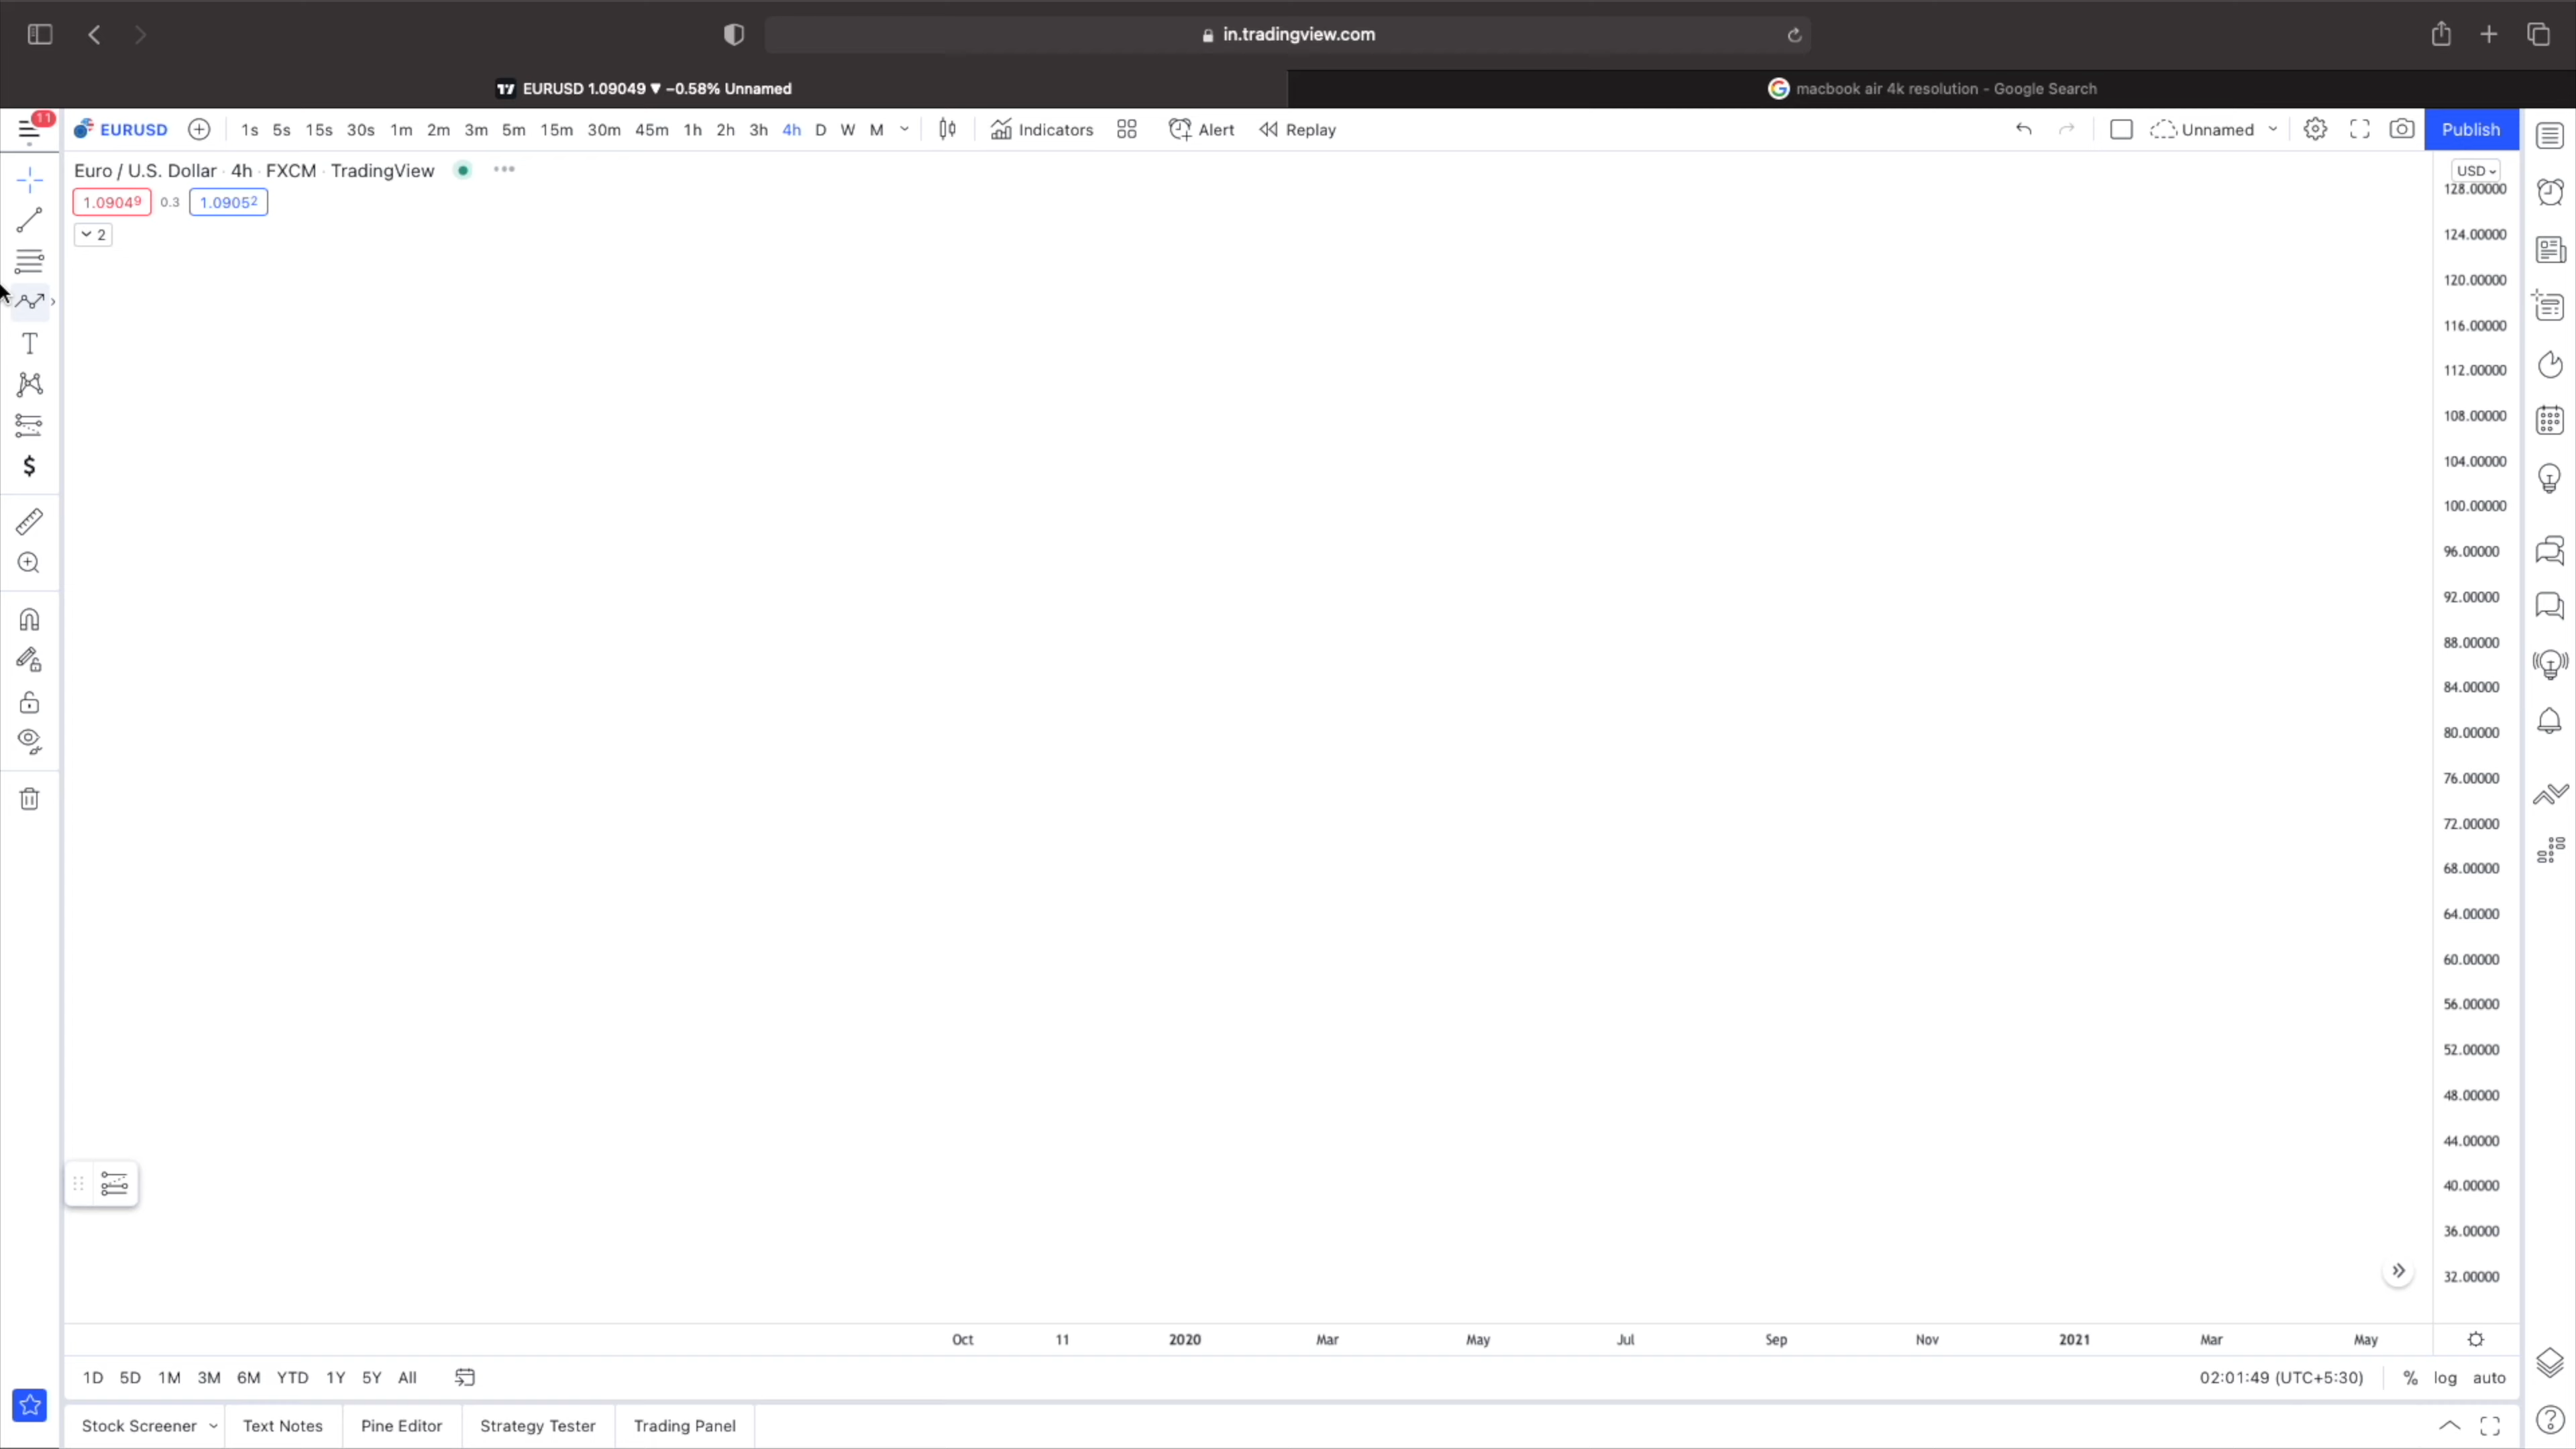 in.tradingview.com
EURUSD 1.09049 ▼ −0.58% Unnamed
macbook air 4k resolution - Google Search
11
EURUSD 1s 5s 15s 30s 1m 2m 3m 5m 15m 30m 45m 1h 2h 3h 4h D W M Indicators Alert Replay Unnamed Publish
Euro / U.S. Dollar · 4h · FXCM · TradingView
USD
1.09049 0.3 1.09052
2
128.00000
124.00000
120.00000
116.00000
112.00000
108.00000
104.00000
100.00000
96.00000
92.00000
88.00000
84.00000
80.00000
76.00000
72.00000
68.00000
64.00000
60.00000
56.00000
52.00000
48.00000
44.00000
40.00000
36.00000
32.00000
Oct 11 2020 Mar May Jul Sep Nov 2021 Mar May
1D 5D 1M 3M 6M YTD 1Y 5Y All 02:01:49 (UTC+5:30) % log auto
Stock Screener Text Notes Pine Editor Strategy Tester Trading Panel